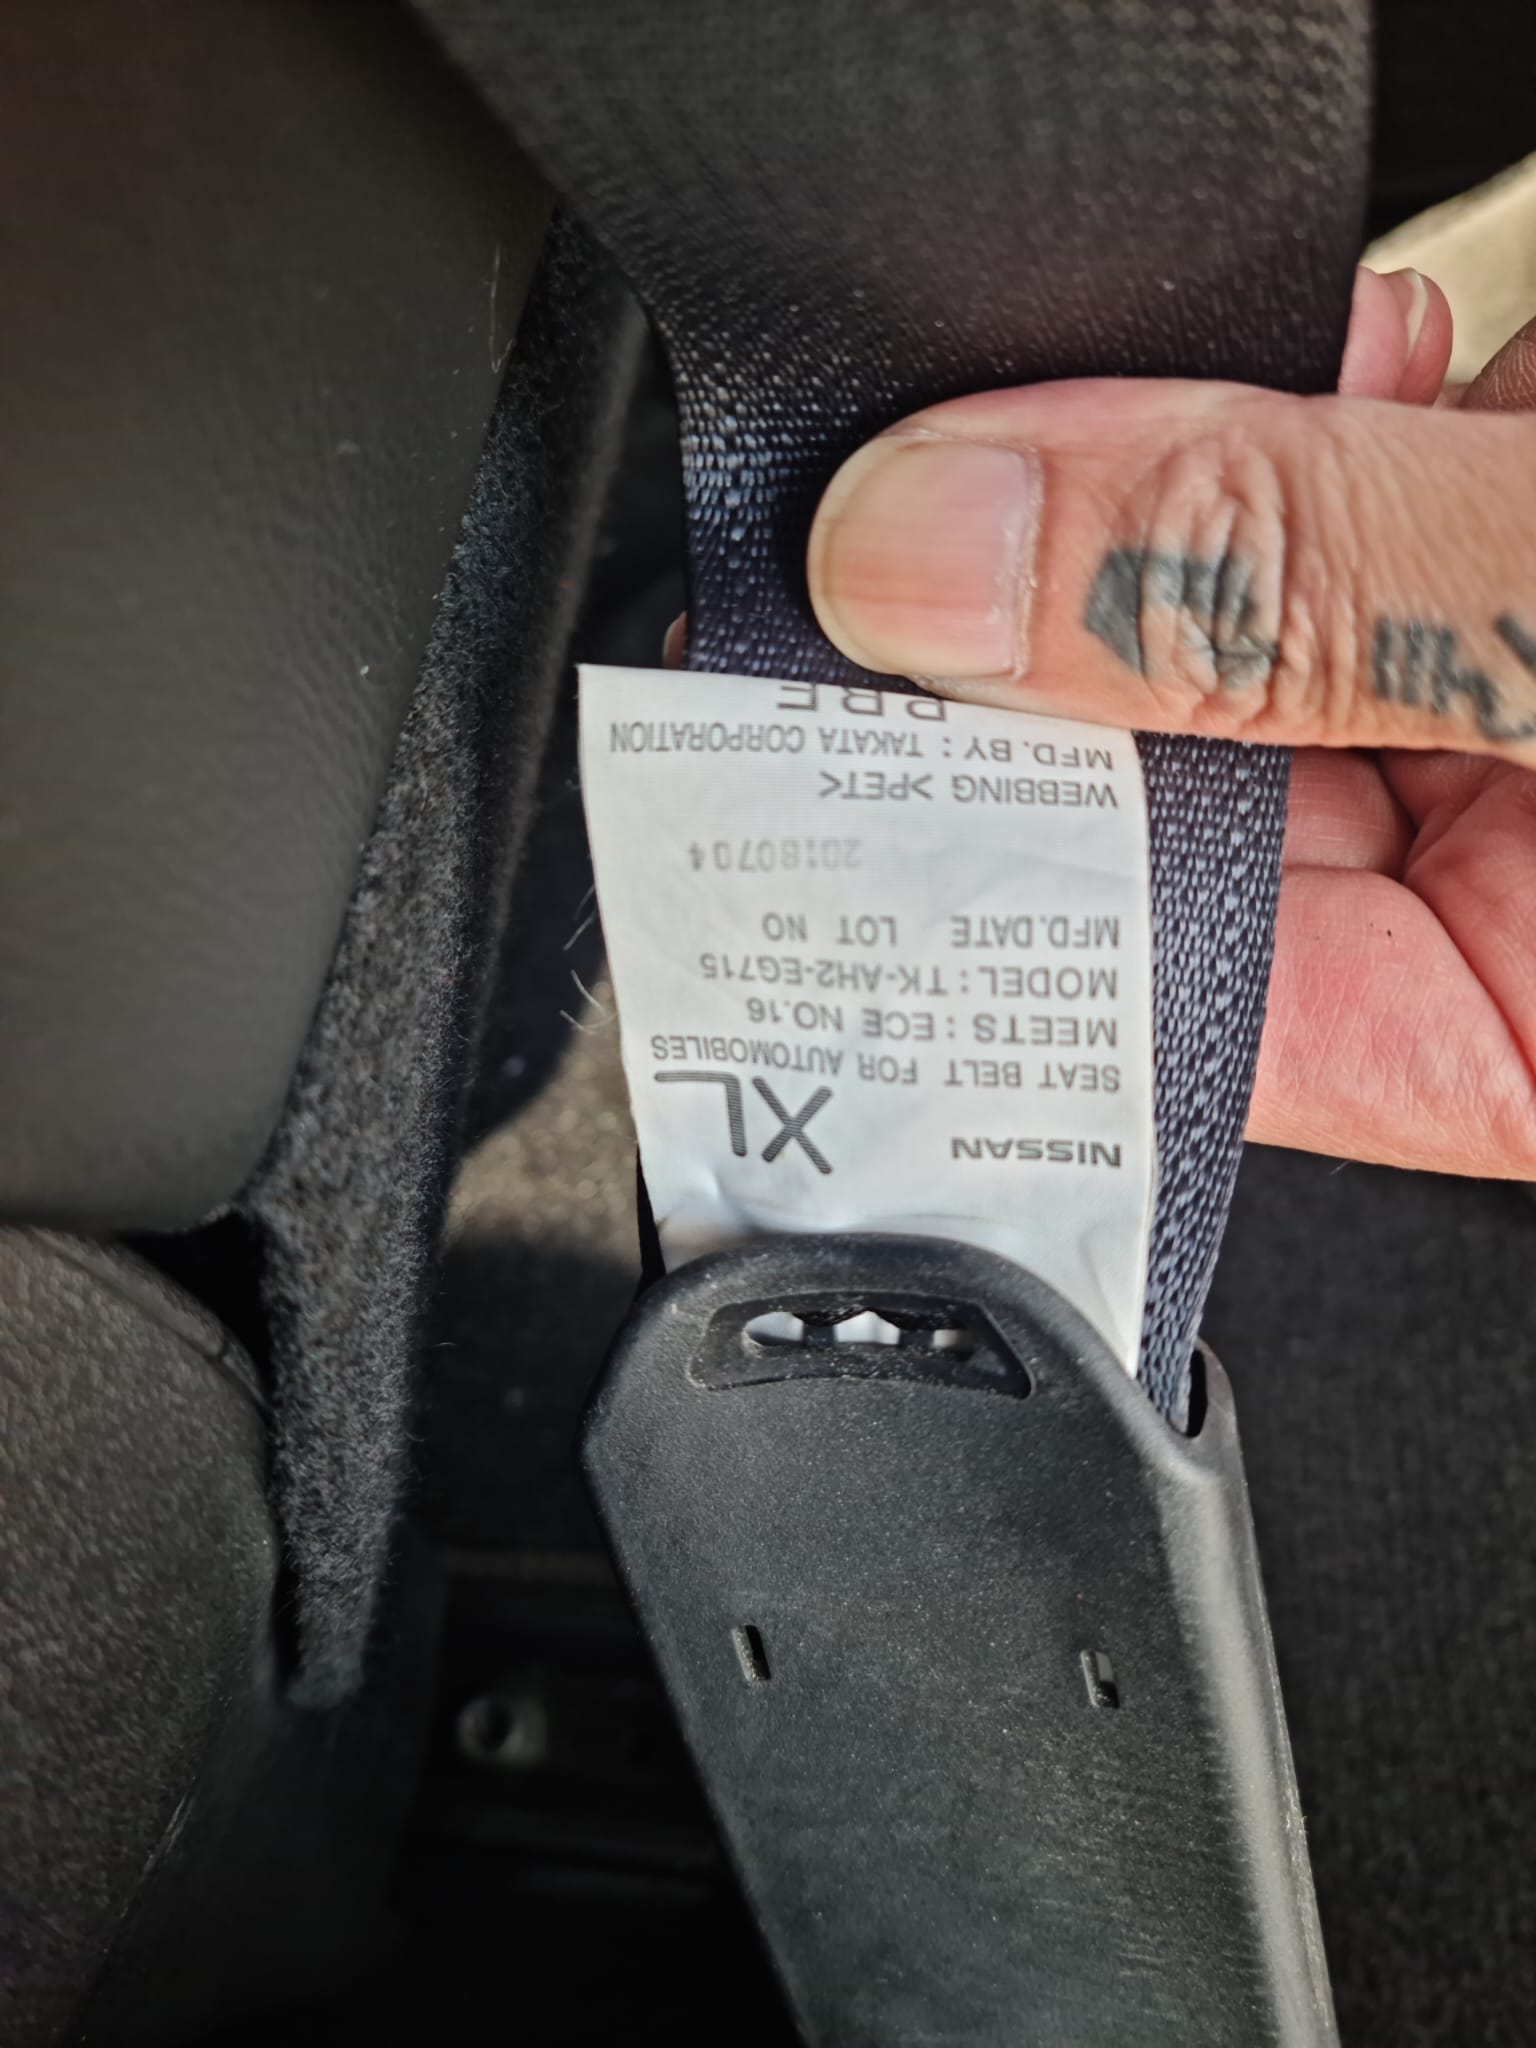 NISSAN XL
SEAT BELT FOR AUTOMOBILES
MEETS : ECE NO.16
MODEL : TK-AH2-EG715
MFD.DATE LOT NO
20180704
WEBBING >PET<
MFD. BY : TAKATA CORPORATION